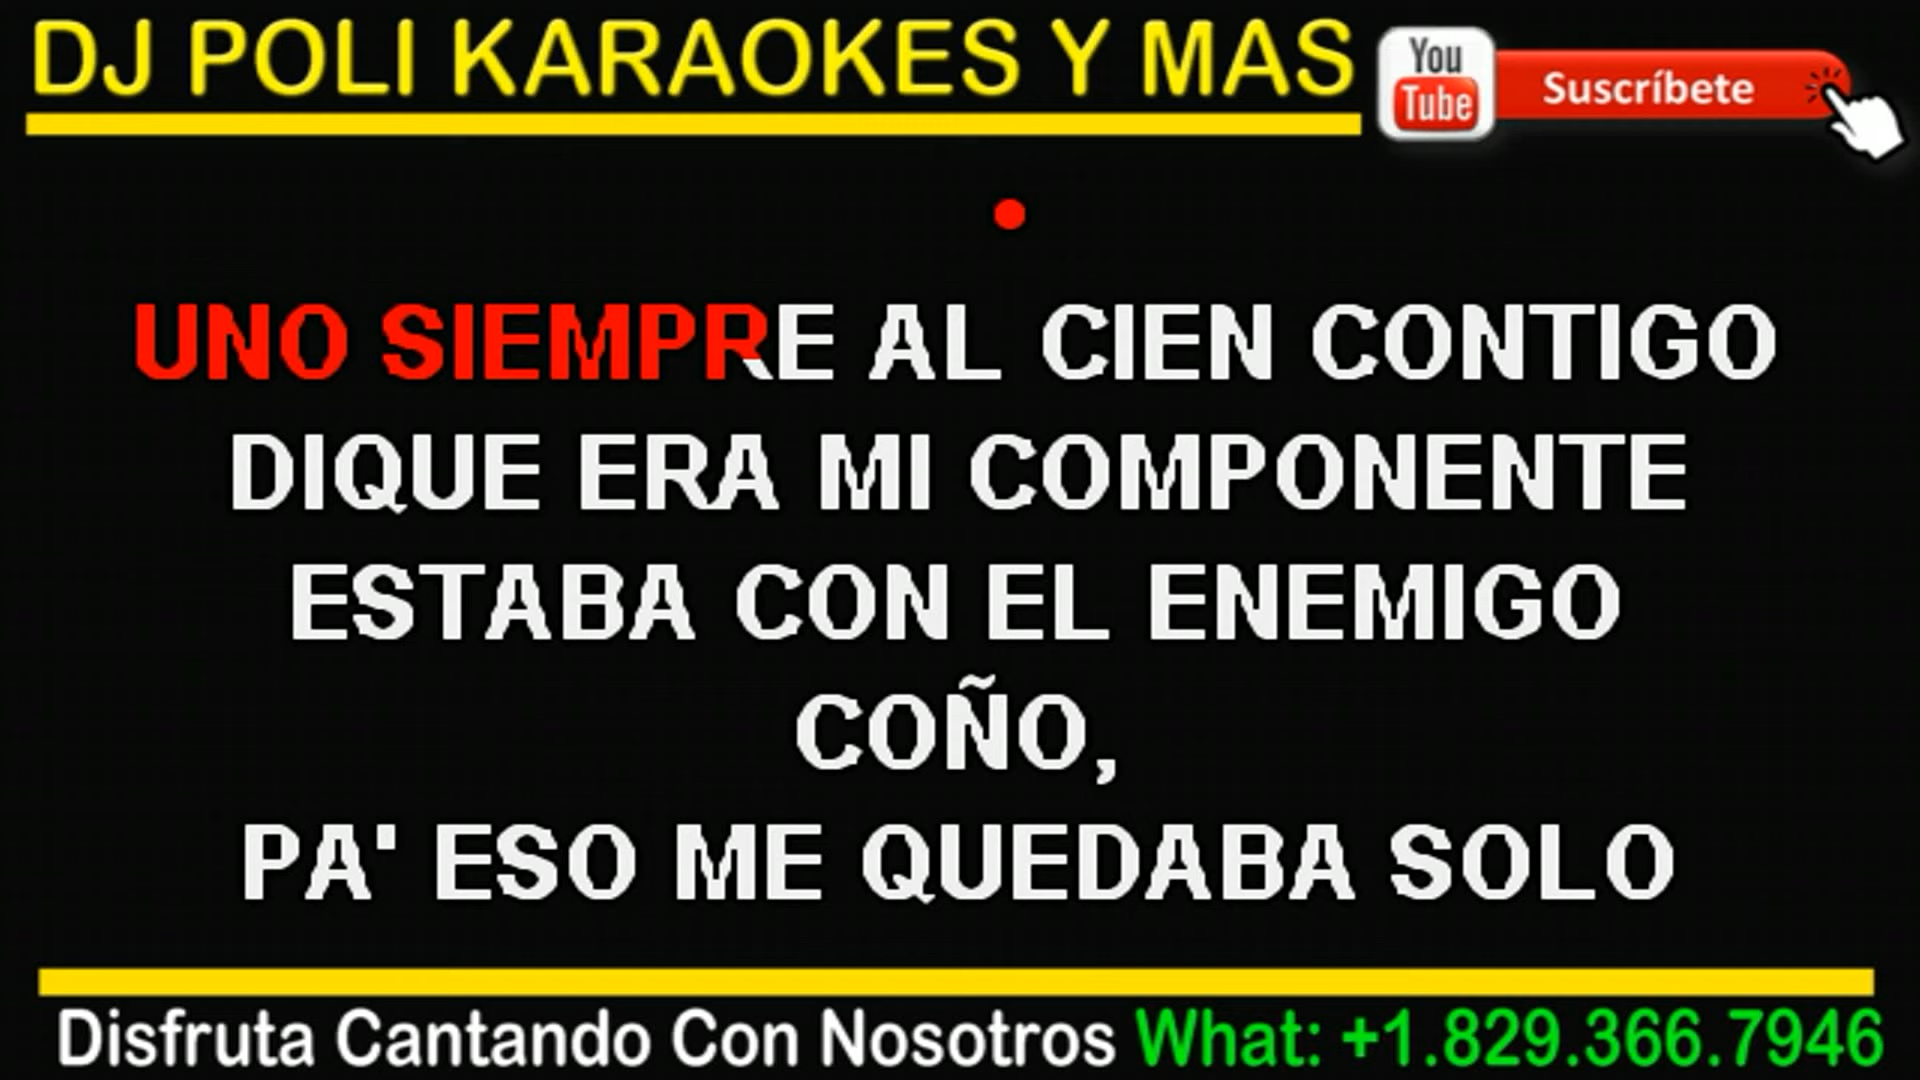 DJ POLI KARAOKES Y MAS
You
Tube
Suscríbete
UNO SIEMPRE AL CIEN CONTIGO
DIQUE ERA MI COMPONENTE
ESTABA CON EL ENEMIGO
COÑO,
PA' ESO ME QUEDABA SOLO
Disfruta Cantando Con Nosotros What: +1.829.366.7946